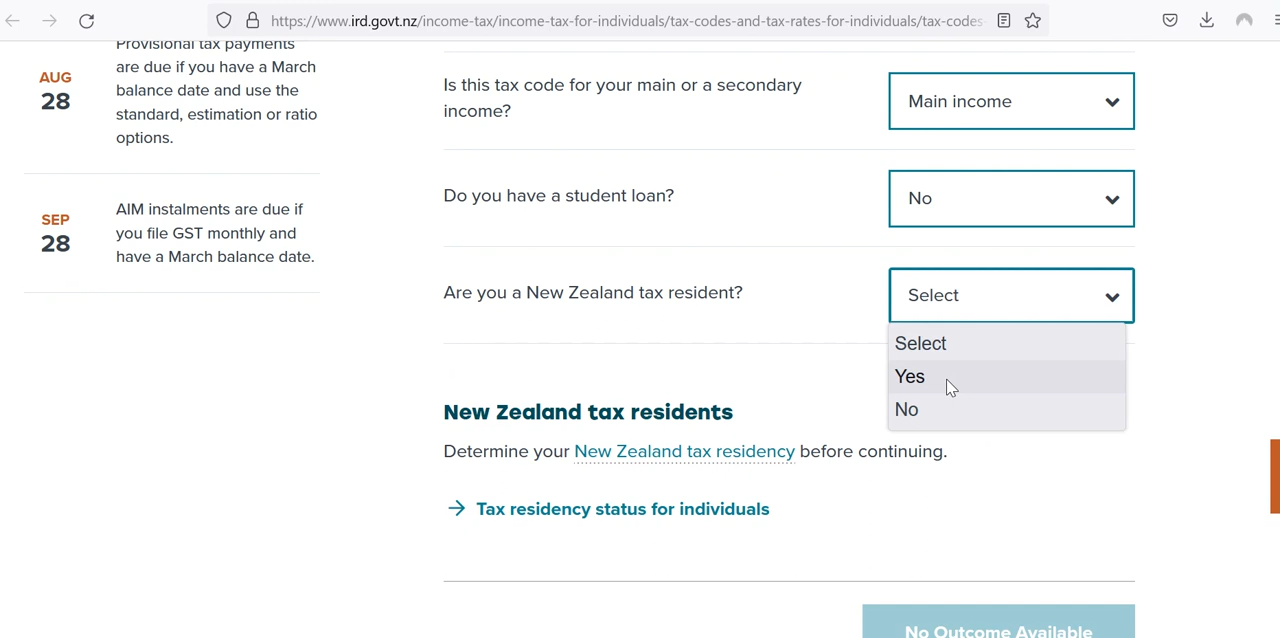 https://www.ird.govt.nz/income-tax/income-tax-for-individuals/tax-codes-and-tax-rates-for-individuals/tax-codes-
Provisional tax payments
are due if you have a March
balance date and use the
standard, estimation or ratio
options.
AUG
28
AIM instalments are due if
you file GST monthly and
have a March balance date.
SEP
28
Is this tax code for your main or a secondary
income?
Main income
Do you have a student loan?
No
Are you a New Zealand tax resident?
Select
Select
Yes
No
New Zealand tax residents
Determine your New Zealand tax residency before continuing.
→ Tax residency status for individuals
No Outcome Available